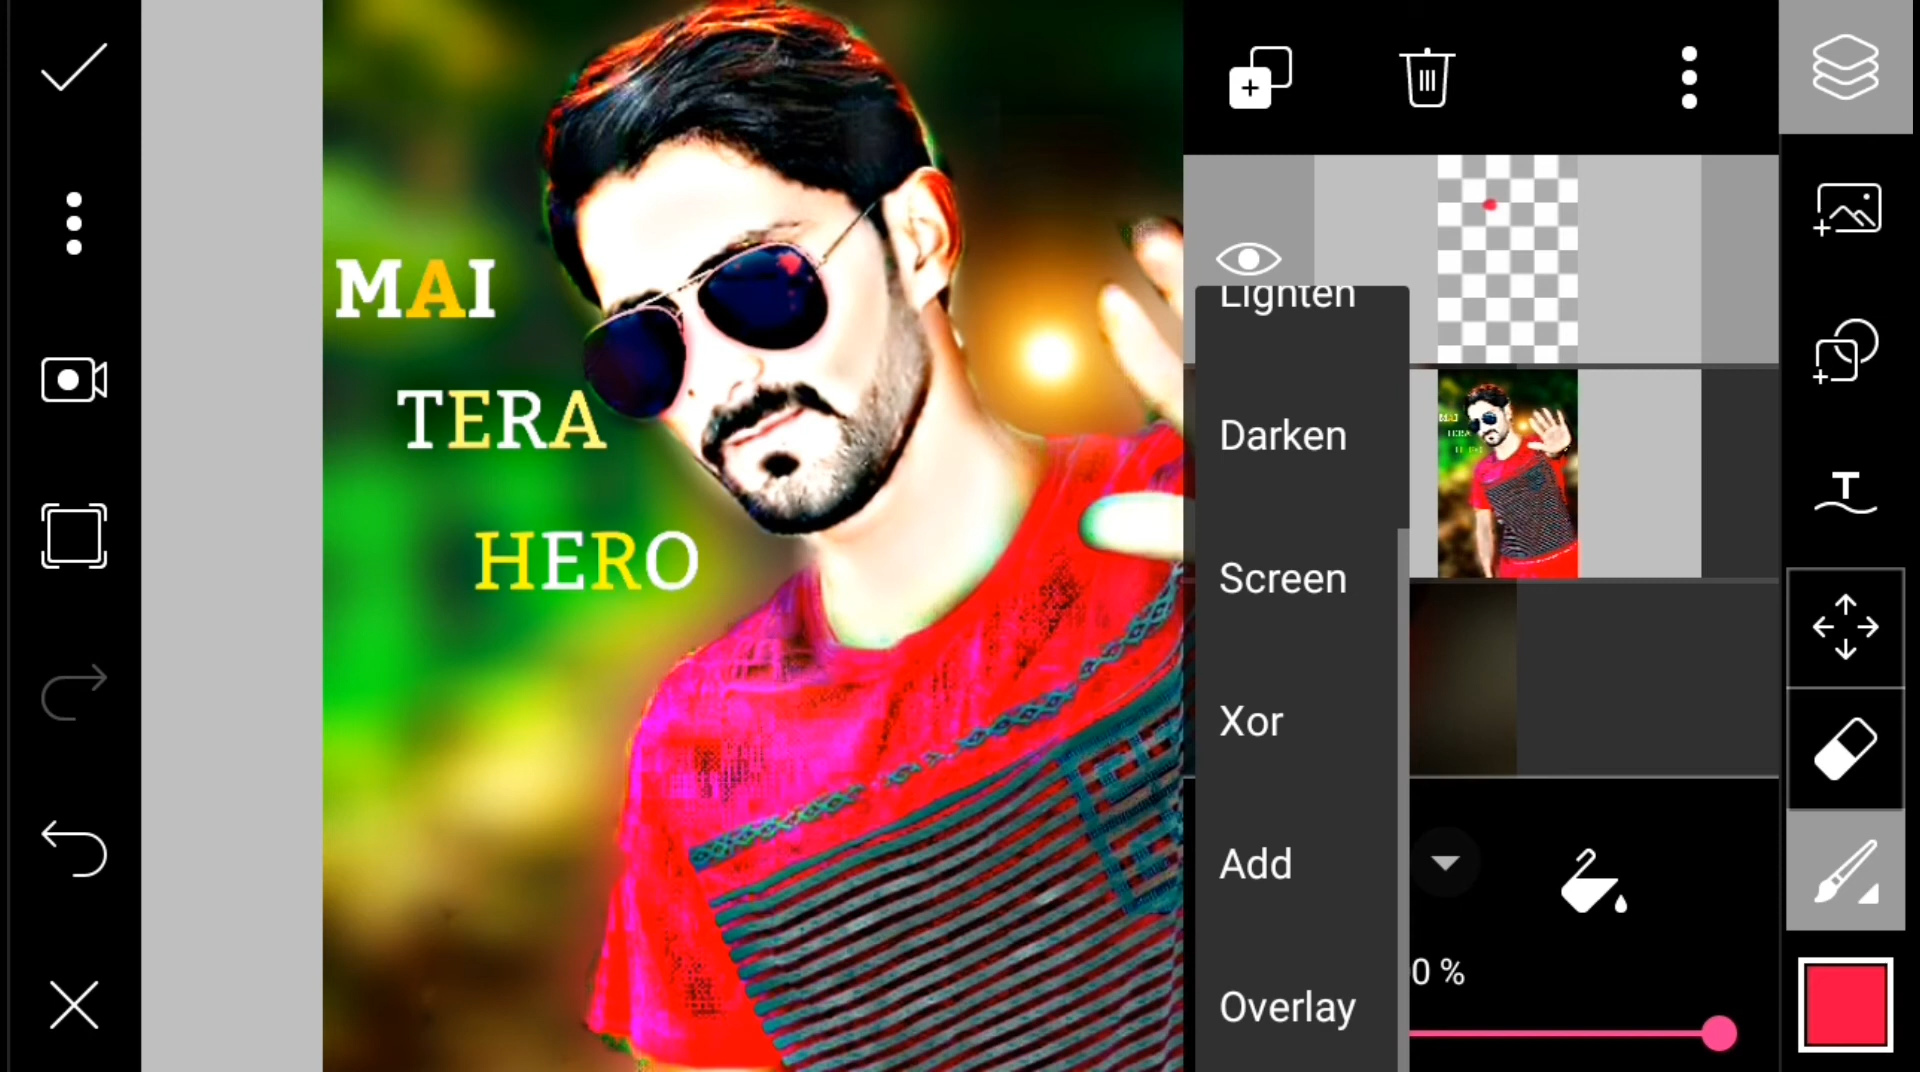 MAI
TERA
HERO
Lighten
Darken
Screen
Xor
Add
Overlay
0 %
T